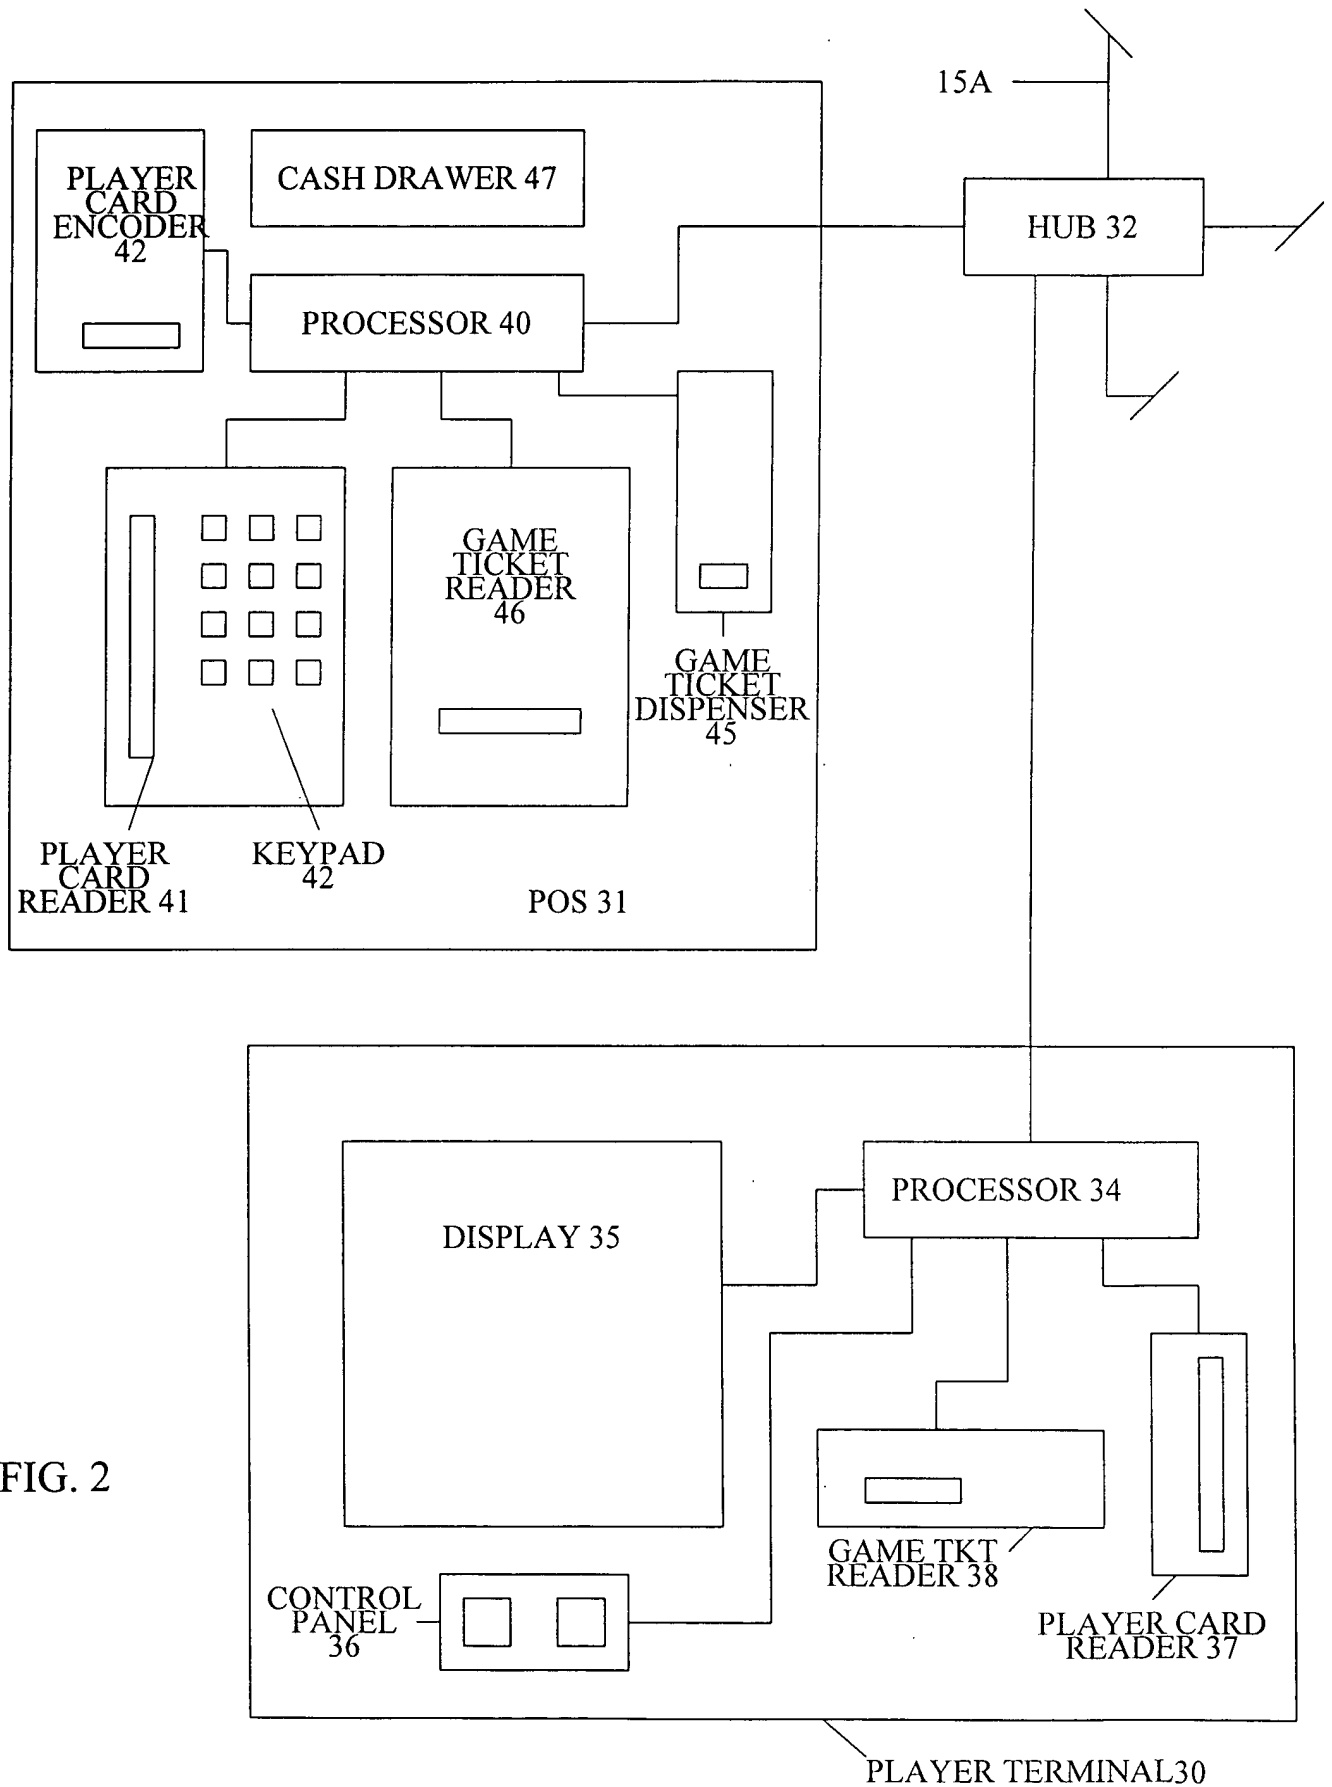 15A
PLAYER
CARD
ENCODER
42
CASH DRAWER 47
HUB 32
PROCESSOR 40
GAME
TICKET
READER
46
GAME
TICKET
DISPENSER
45
PLAYER
CARD
READER 41
KEYPAD
42
POS 31
PROCESSOR 34
DISPLAY 35
FIG. 2
GAME TKT
READER 38
CONTROL
PANEL
36
PLAYER CARD
READER 37
PLAYER TERMINAL30